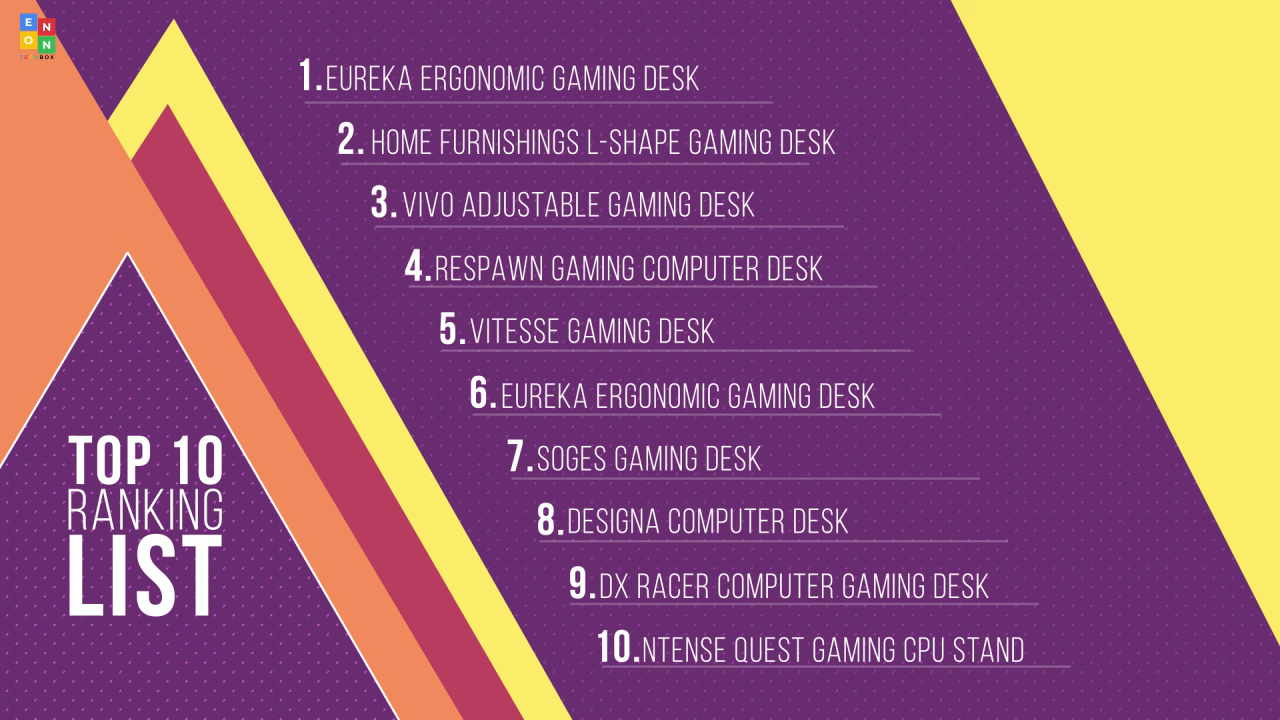 E N
O N
TECHBOX
1. EUREKA ERGONOMIC GAMING DESK
2. HOME FURNISHINGS L-SHAPE GAMING DESK
3. VIVO ADJUSTABLE GAMING DESK
4. RESPAWN GAMING COMPUTER DESK
5. VITESSE GAMING DESK
6. EUREKA ERGONOMIC GAMING DESK
7. SOGES GAMING DESK
8. DESIGNA COMPUTER DESK
9. DX RACER COMPUTER GAMING DESK
10. NTENSE QUEST GAMING CPU STAND
TOP 10
RANKING
LIST